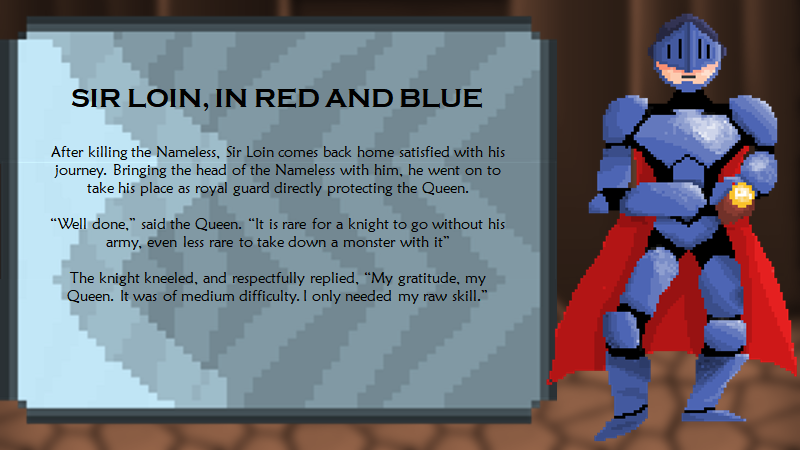 SIR LOIN, IN RED AND BLUE
After killing the Nameless, Sir Loin comes back home satisfied with his
journey. Bringing the head of the Nameless with him, he went on to
take his place as royal guard directly protecting the Queen.
“Well done,” said the Queen. “It is rare for a knight to go without his
army, even less rare to take down a monster with it”
The knight kneeled, and respectfully replied, “My gratitude, my
Queen. It was of medium difficulty. I only needed my raw skill.”